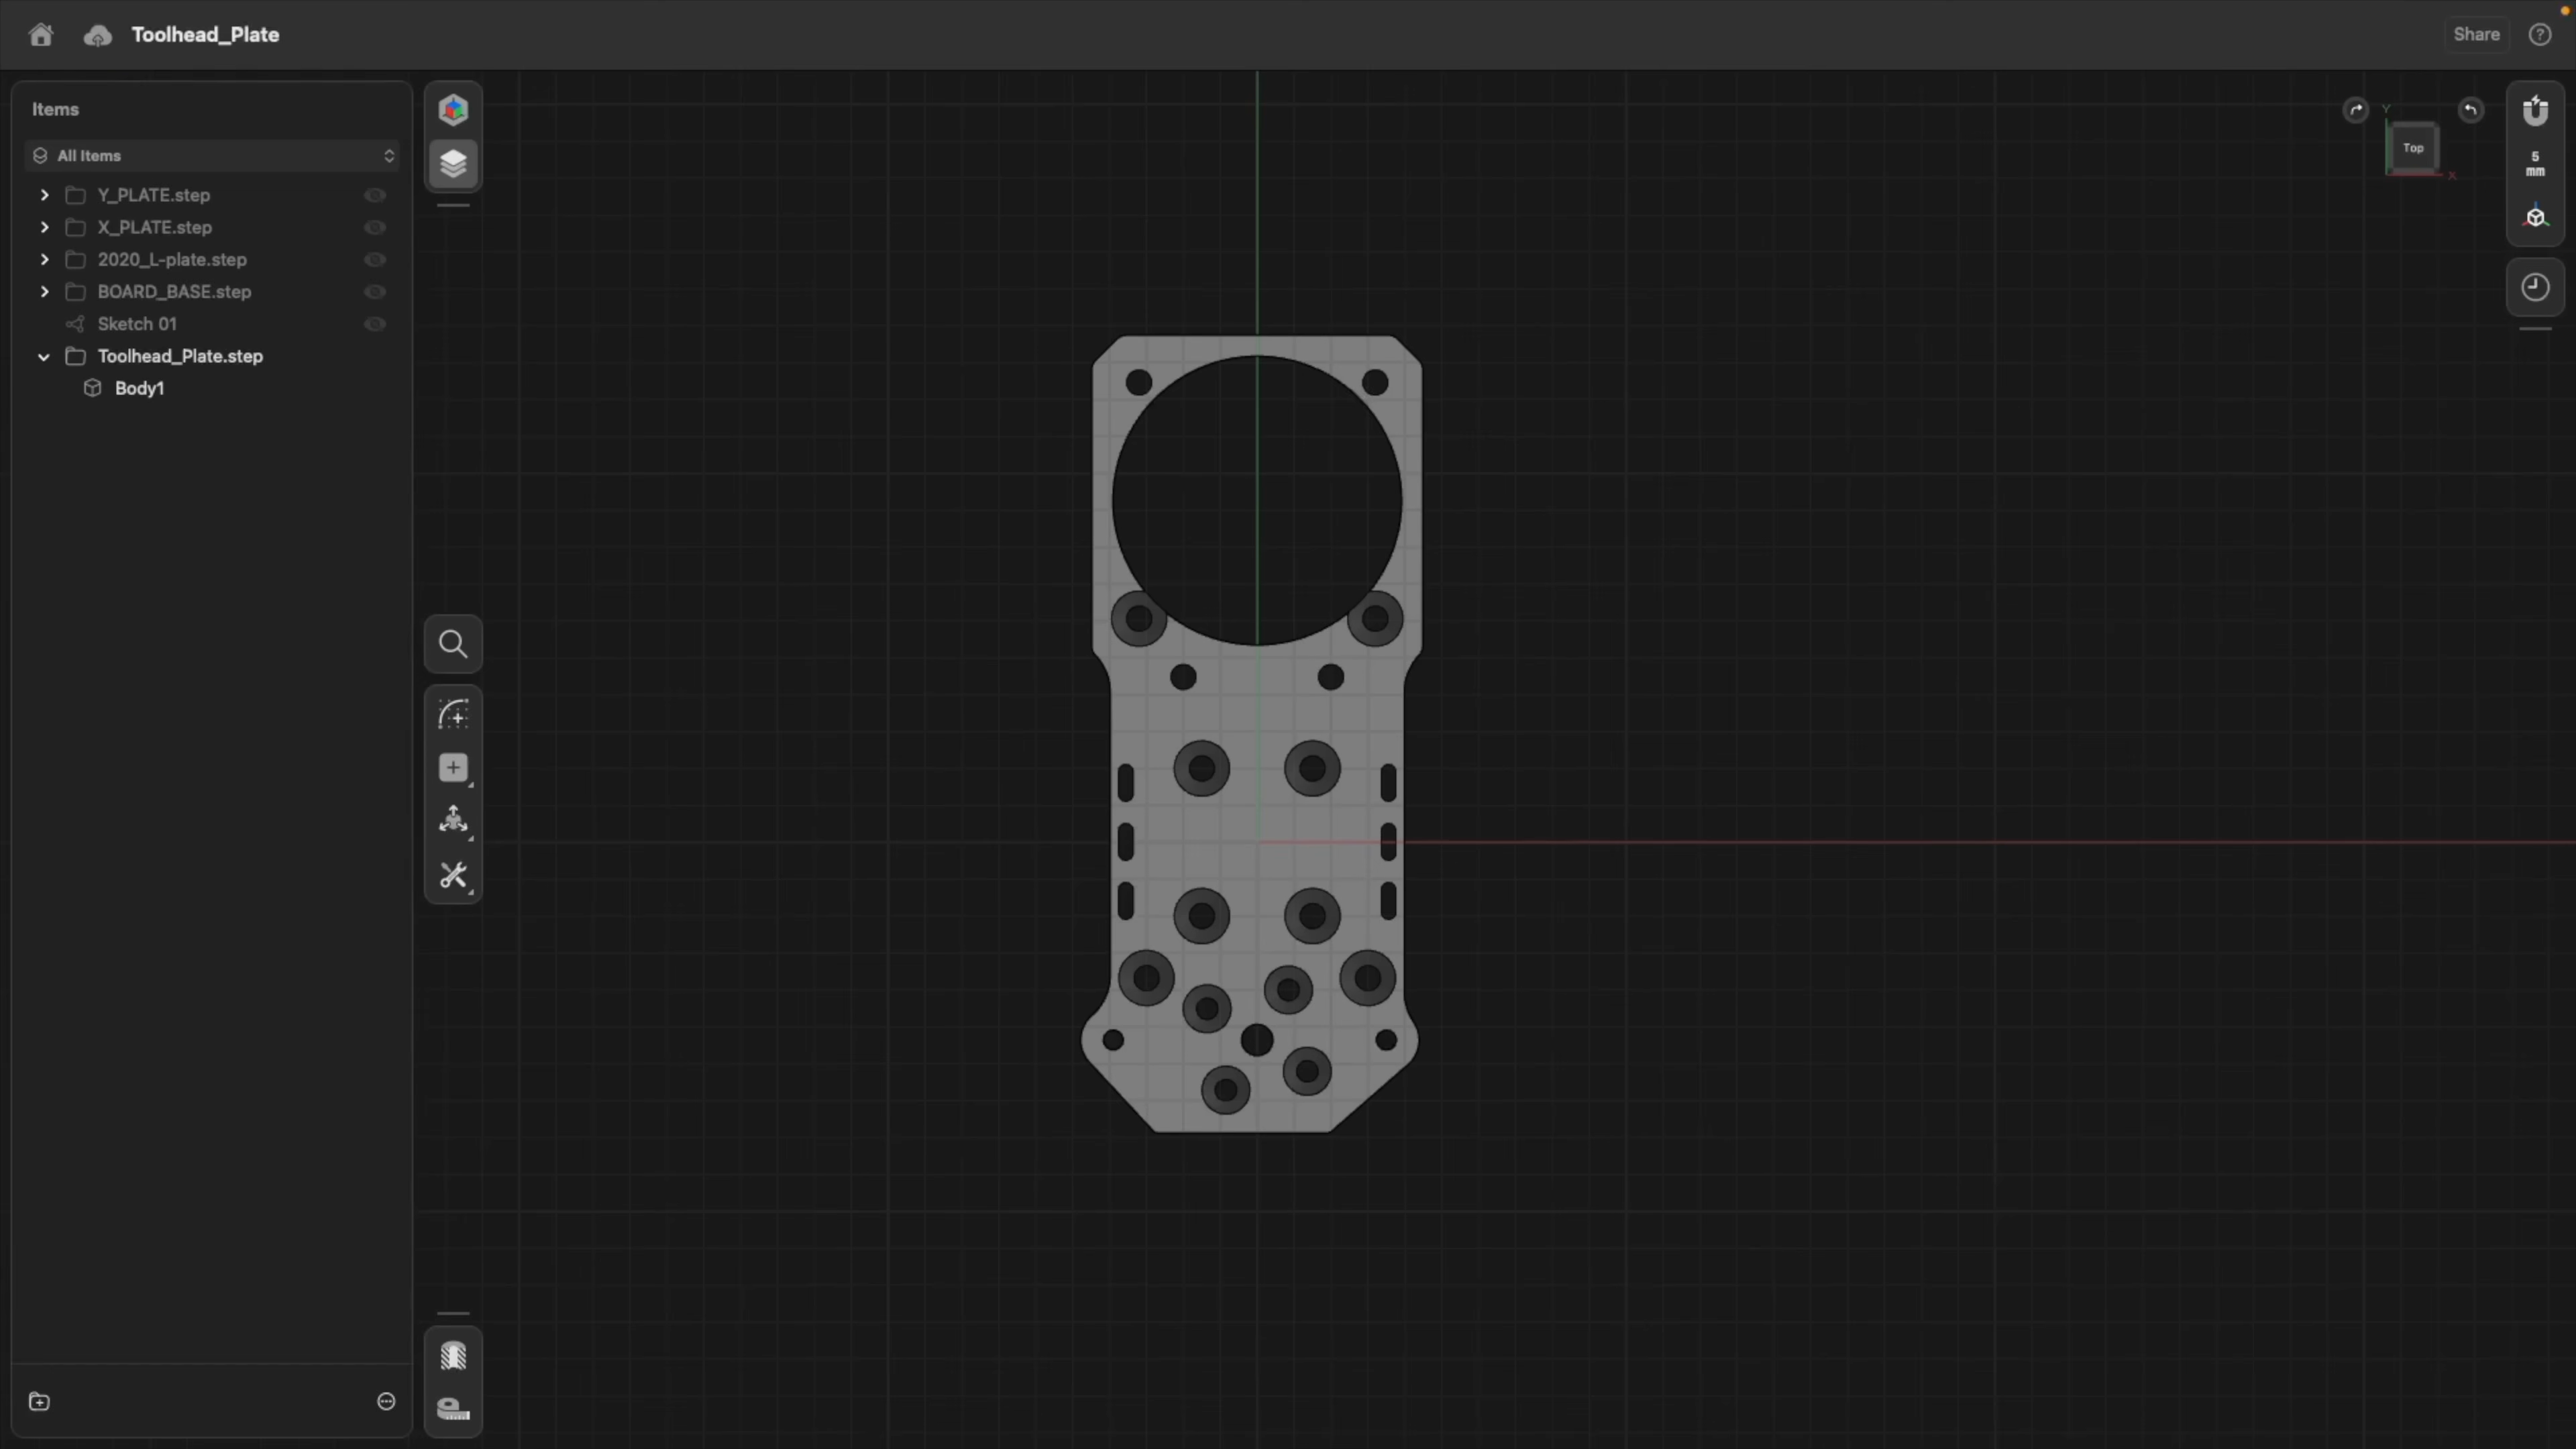 Toolhead_Plate
Share
?
Items
All Items
Y_PLATE.step
X_PLATE.step
2020_L-plate.step
BOARD_BASE.step
Sketch 01
Toolhead_Plate.step
Body1
Y
Top
X
5
mm